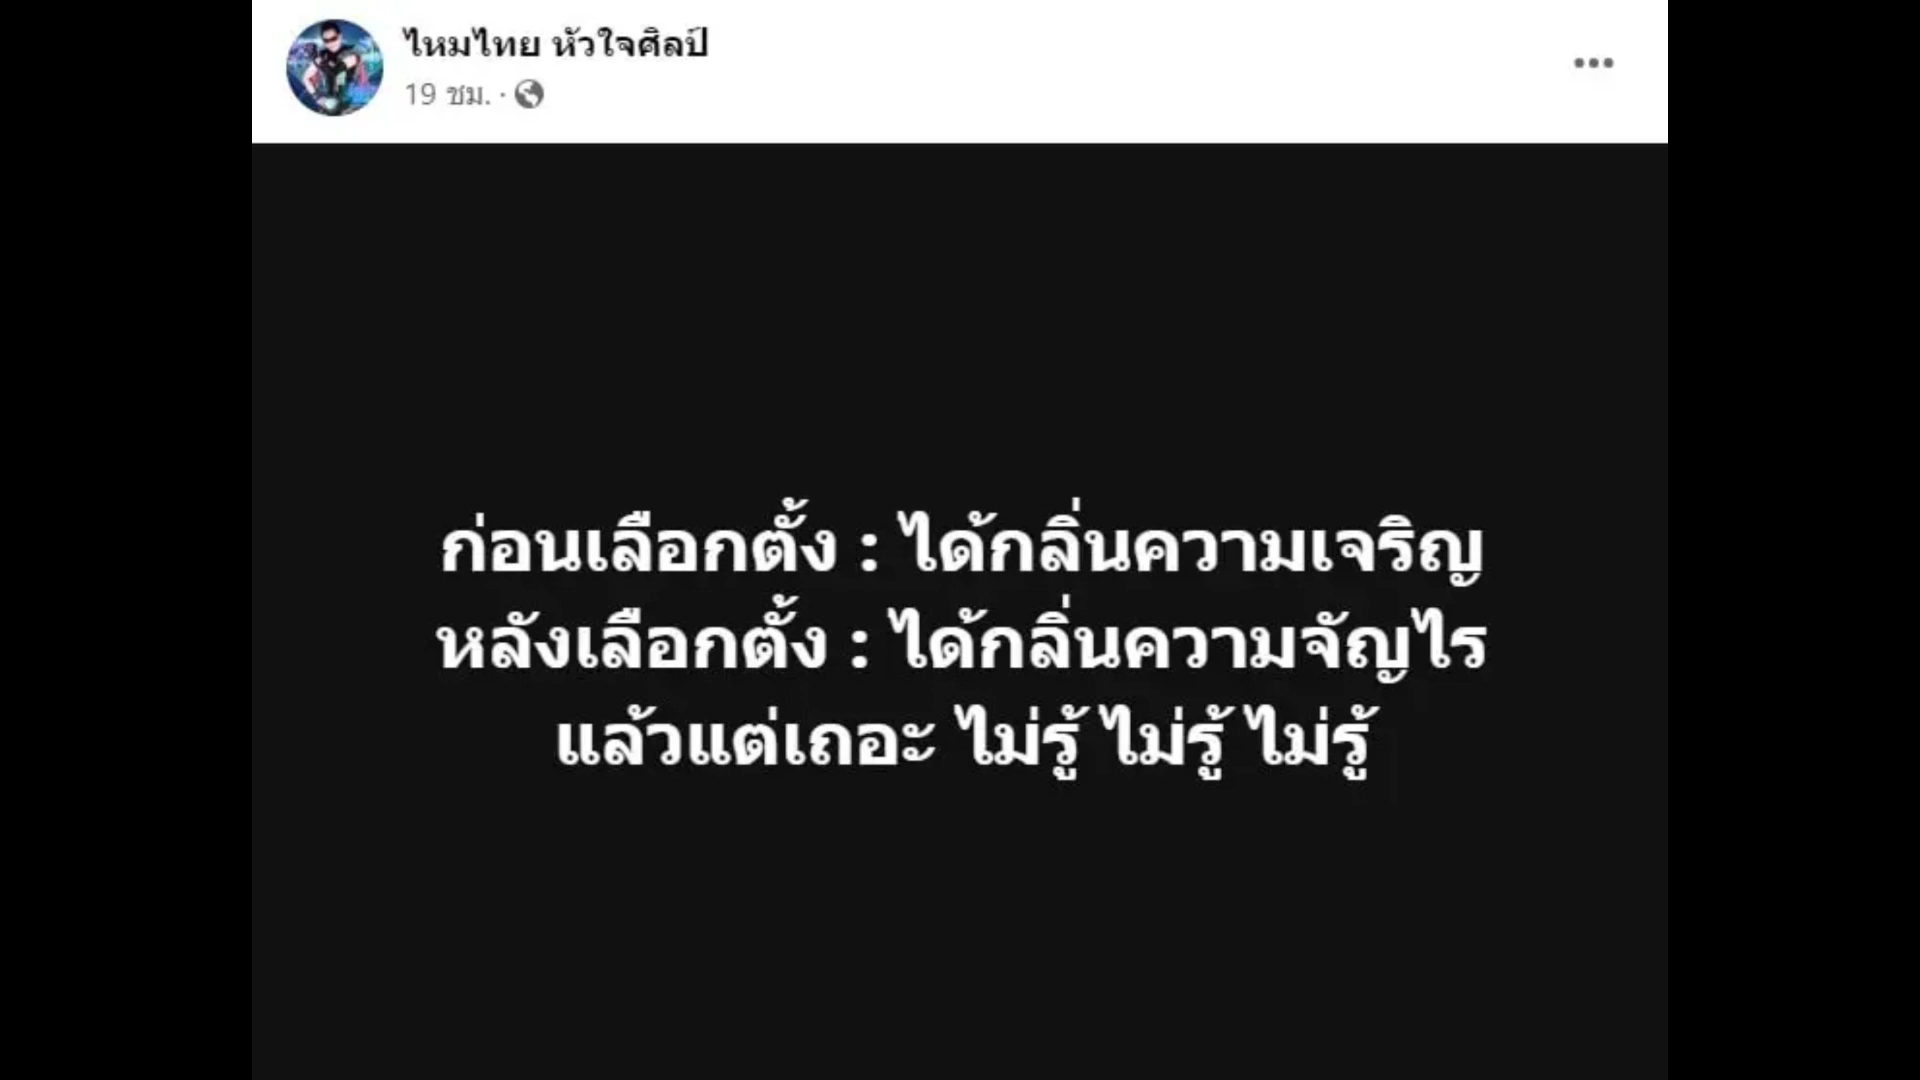 ไหมไทย หัวใจศิลป์
19 ชม. ·
ก่อนเลือกตั้ง : ได้กลิ่นความเจริญ
หลังเลือกตั้ง : ได้กลิ่นความจัญไร
แล้วแต่เถอะ ไม่รู้ ไม่รู้ ไม่รู้